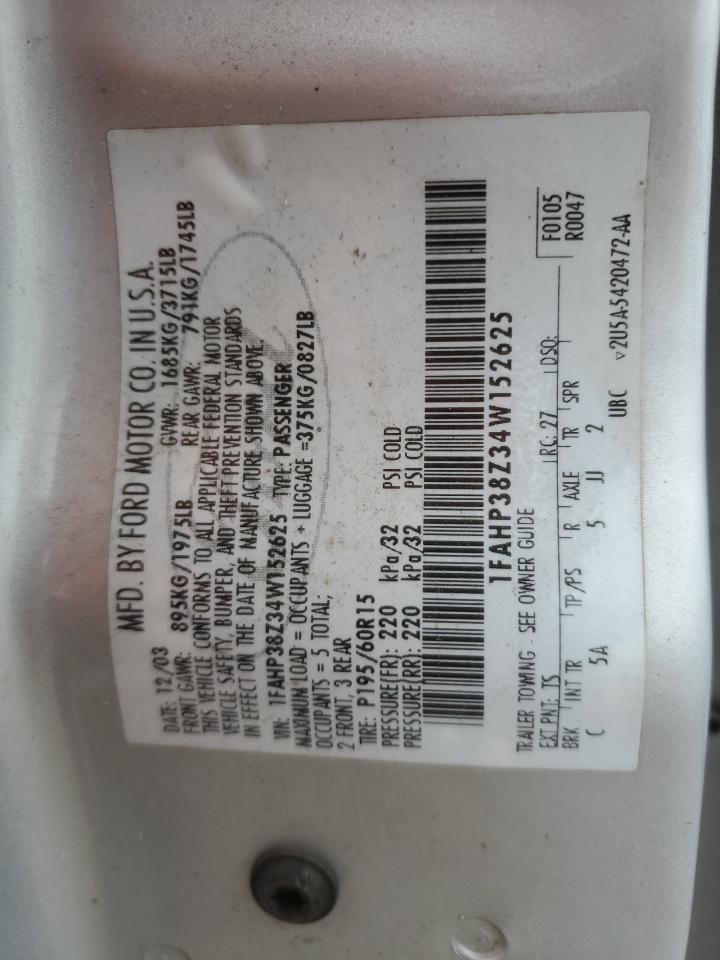 MFD. BY FORD MOTOR CO. IN U.S.A.
DATE: 12/03 GVWR: 1685KG/3715LB
FRONT GAWR: 895KG/1975LB REAR GAWR: 791KG/1745LB
THIS VEHICLE CONFORMS TO ALL APPLICABLE FEDERAL MOTOR
VEHICLE SAFETY, BUMPER, AND THEFT PREVENTION STANDARDS
IN EFFECT ON THE DATE OF MANUFACTURE SHOWN ABOVE.
VIN: 1FAHP38Z34W152625 TYPE: PASSENGER
MAXIMUM LOAD = OCCUPANTS + LUGGAGE =375KG/0827LB
OCCUPANTS = 5 TOTAL;
2 FRONT, 3 REAR
TIRE: P195/60R15
PRESSURE(FR): 220 kPa/32 PSI COLD
PRESSURE(RR): 220 kPa/32 PSI COLD
1FAHP38Z34W152625
TRAILER TOWING - SEE OWNER GUIDE
F0105
R0047
EXT PNT: TS RC: 27 DSO:
BRK INT TR TP/PS R AXLE TR SPR
C 5A 5 JJ 2
UBC v2U5A-5420472-AA